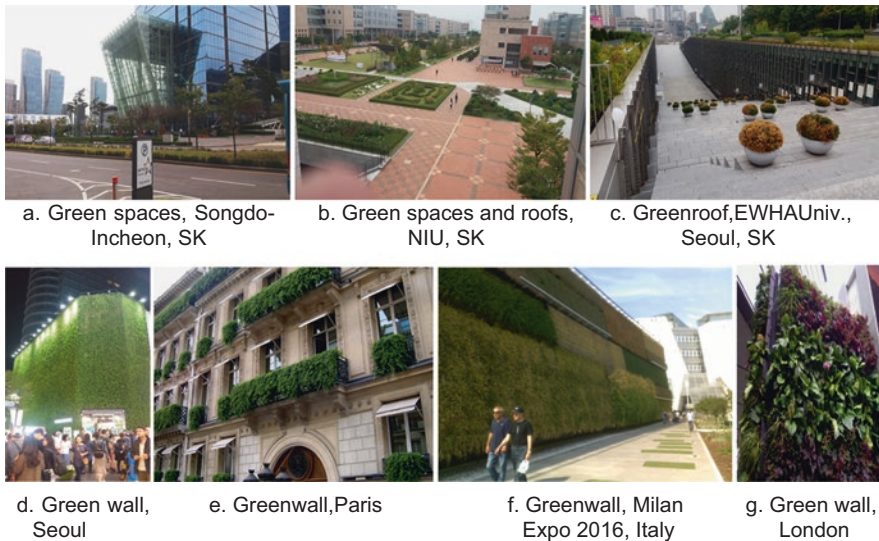 a. Green spaces, Songdo-
Incheon, SK
b. Green spaces and roofs,
NIU, SK
c. Greenroof,EWHAUniv.,
Seoul, SK
d. Green wall,
Seoul
e. Greenwall,Paris
f. Greenwall, Milan
Expo 2016, Italy
g. Green wall,
London